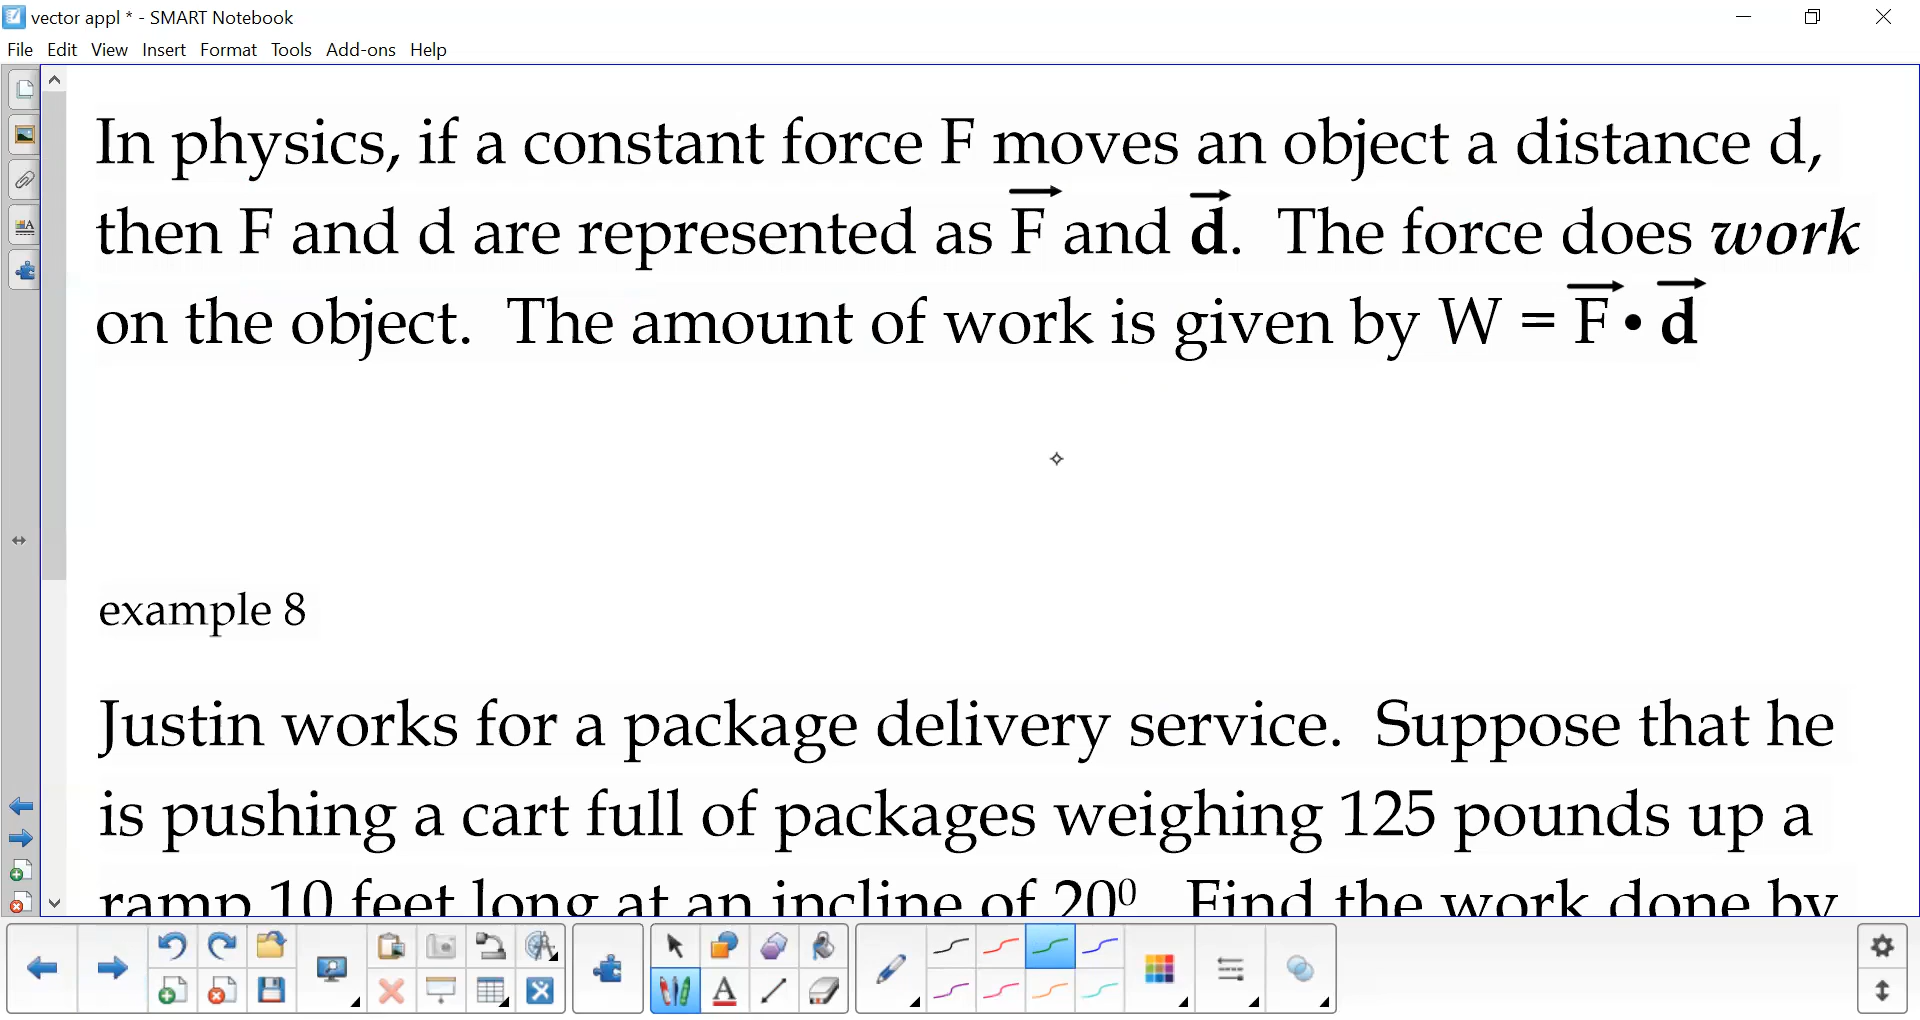 vector appl * - SMART Notebook
File Edit View Insert Format Tools Add-ons Help
In physics, if a constant force F moves an object a distance d,
then F and d are represented as F⃗ and d⃗.  The force does work
on the object.  The amount of work is given by W = F⃗ • d⃗
example 8
Justin works for a package delivery service.  Suppose that he
is pushing a cart full of packages weighing 125 pounds up a
ramp 10 feet long at an incline of 20⁰  Find the work done by